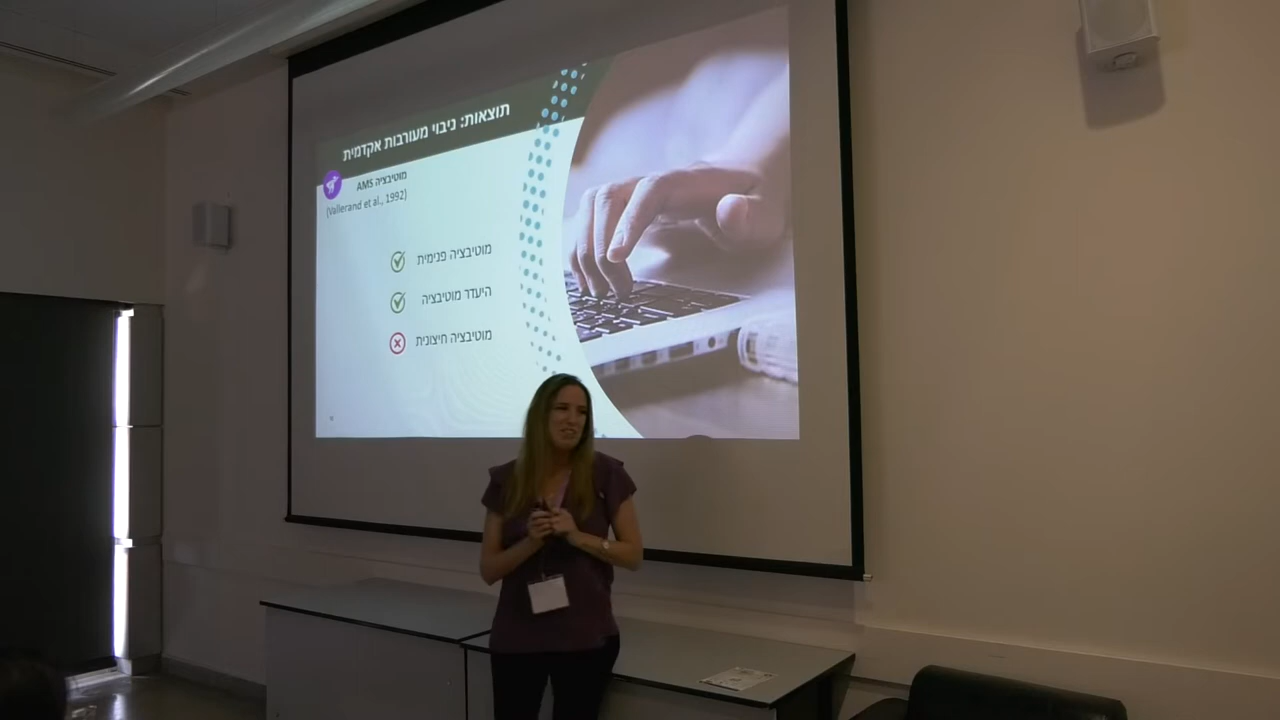 תוצאות: ניבוי מעורבות אקדמית
מוטיבציה AMS
(Vallerand et al., 1992)
מוטיבציה פנימית
היעדר מוטיבציה
מוטיבציה חיצונית